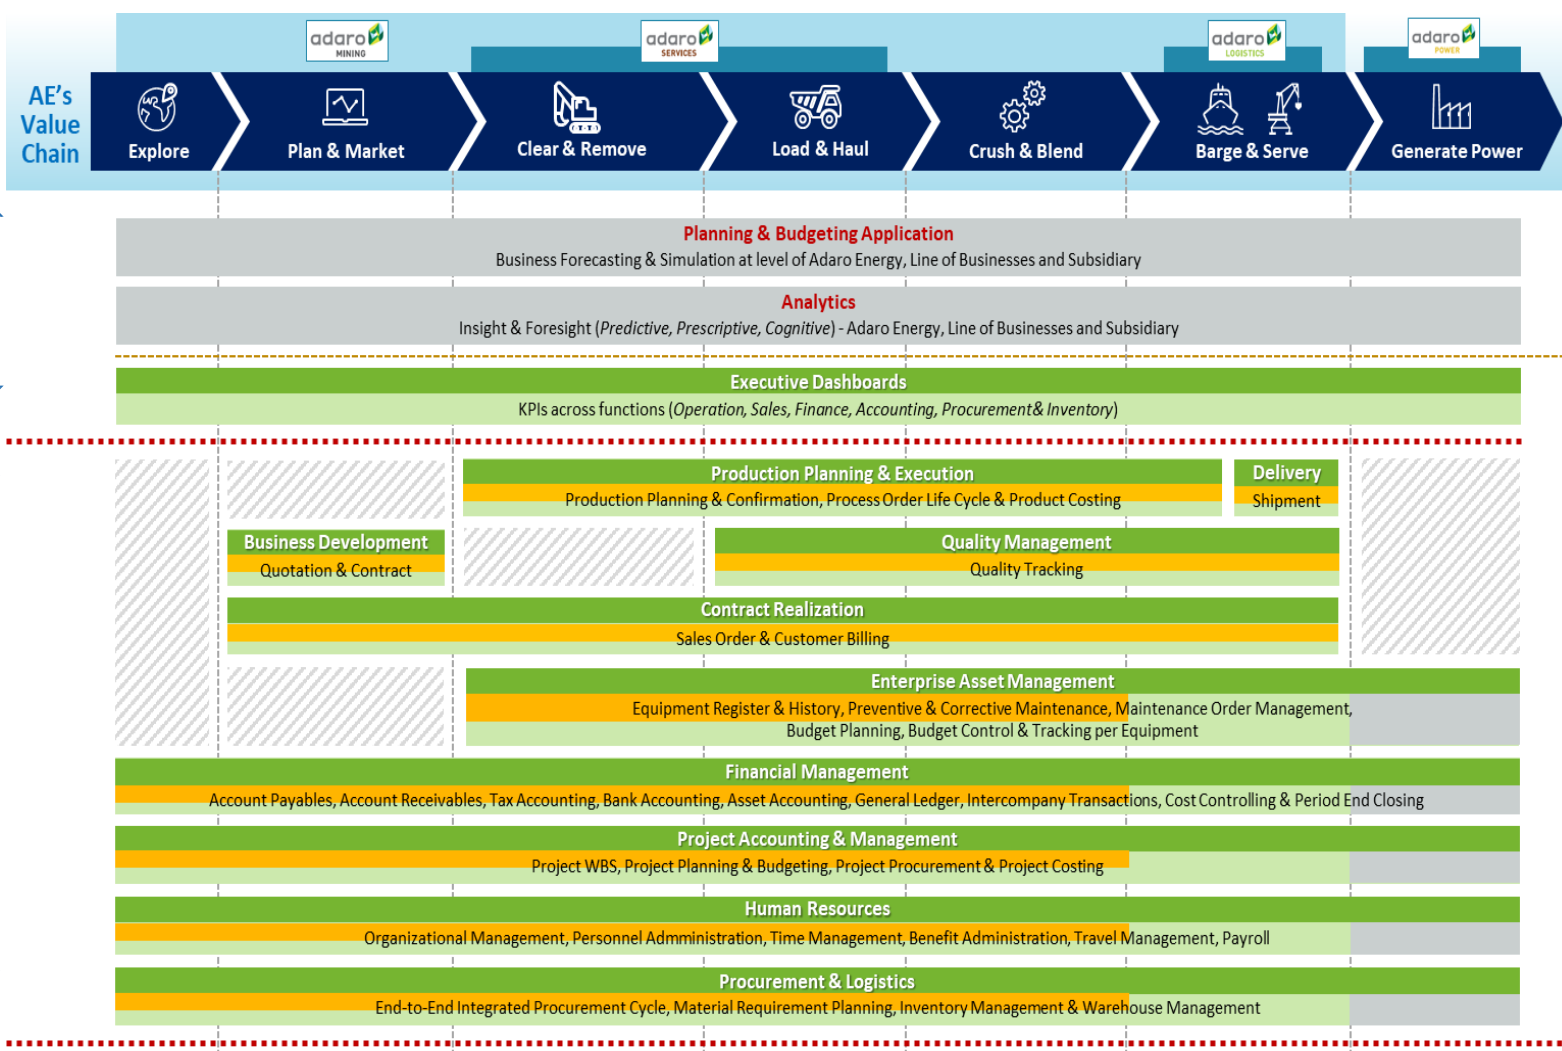 adaro
MINING
adaro
SERVICES
adaro
LOGISTICS
adaro
POWER
AE's
Value
Chain
Explore
Plan & Market
Clear & Remove
Load & Haul
Crush & Blend
Barge & Serve
Generate Power
Planning & Budgeting Application
Business Forecasting & Simulation at level of Adaro Energy, Line of Businesses and Subsidiary
Analytics
Insight & Foresight (Predictive, Prescriptive, Cognitive) - Adaro Energy, Line of Businesses and Subsidiary
Executive Dashboards
KPIs across functions (Operation, Sales, Finance, Accounting, Procurement& Inventory)
Production Planning & Execution
Production Planning & Confirmation, Process Order Life Cycle & Product Costing
Delivery
Shipment
Business Development
Quotation & Contract
Quality Management
Quality Tracking
Contract Realization
Sales Order & Customer Billing
Enterprise Asset Management
Equipment Register & History, Preventive & Corrective Maintenance, Maintenance Order Management,
Budget Planning, Budget Control & Tracking per Equipment
Financial Management
Account Payables, Account Receivables, Tax Accounting, Bank Accounting, Asset Accounting, General Ledger, Intercompany Transactions, Cost Controlling & Period End Closing
Project Accounting & Management
Project WBS, Project Planning & Budgeting, Project Procurement & Project Costing
Human Resources
Organizational Management, Personnel Admministration, Time Management, Benefit Administration, Travel Management, Payroll
Procurement & Logistics
End-to-End Integrated Procurement Cycle, Material Requirement Planning, Inventory Management & Warehouse Management